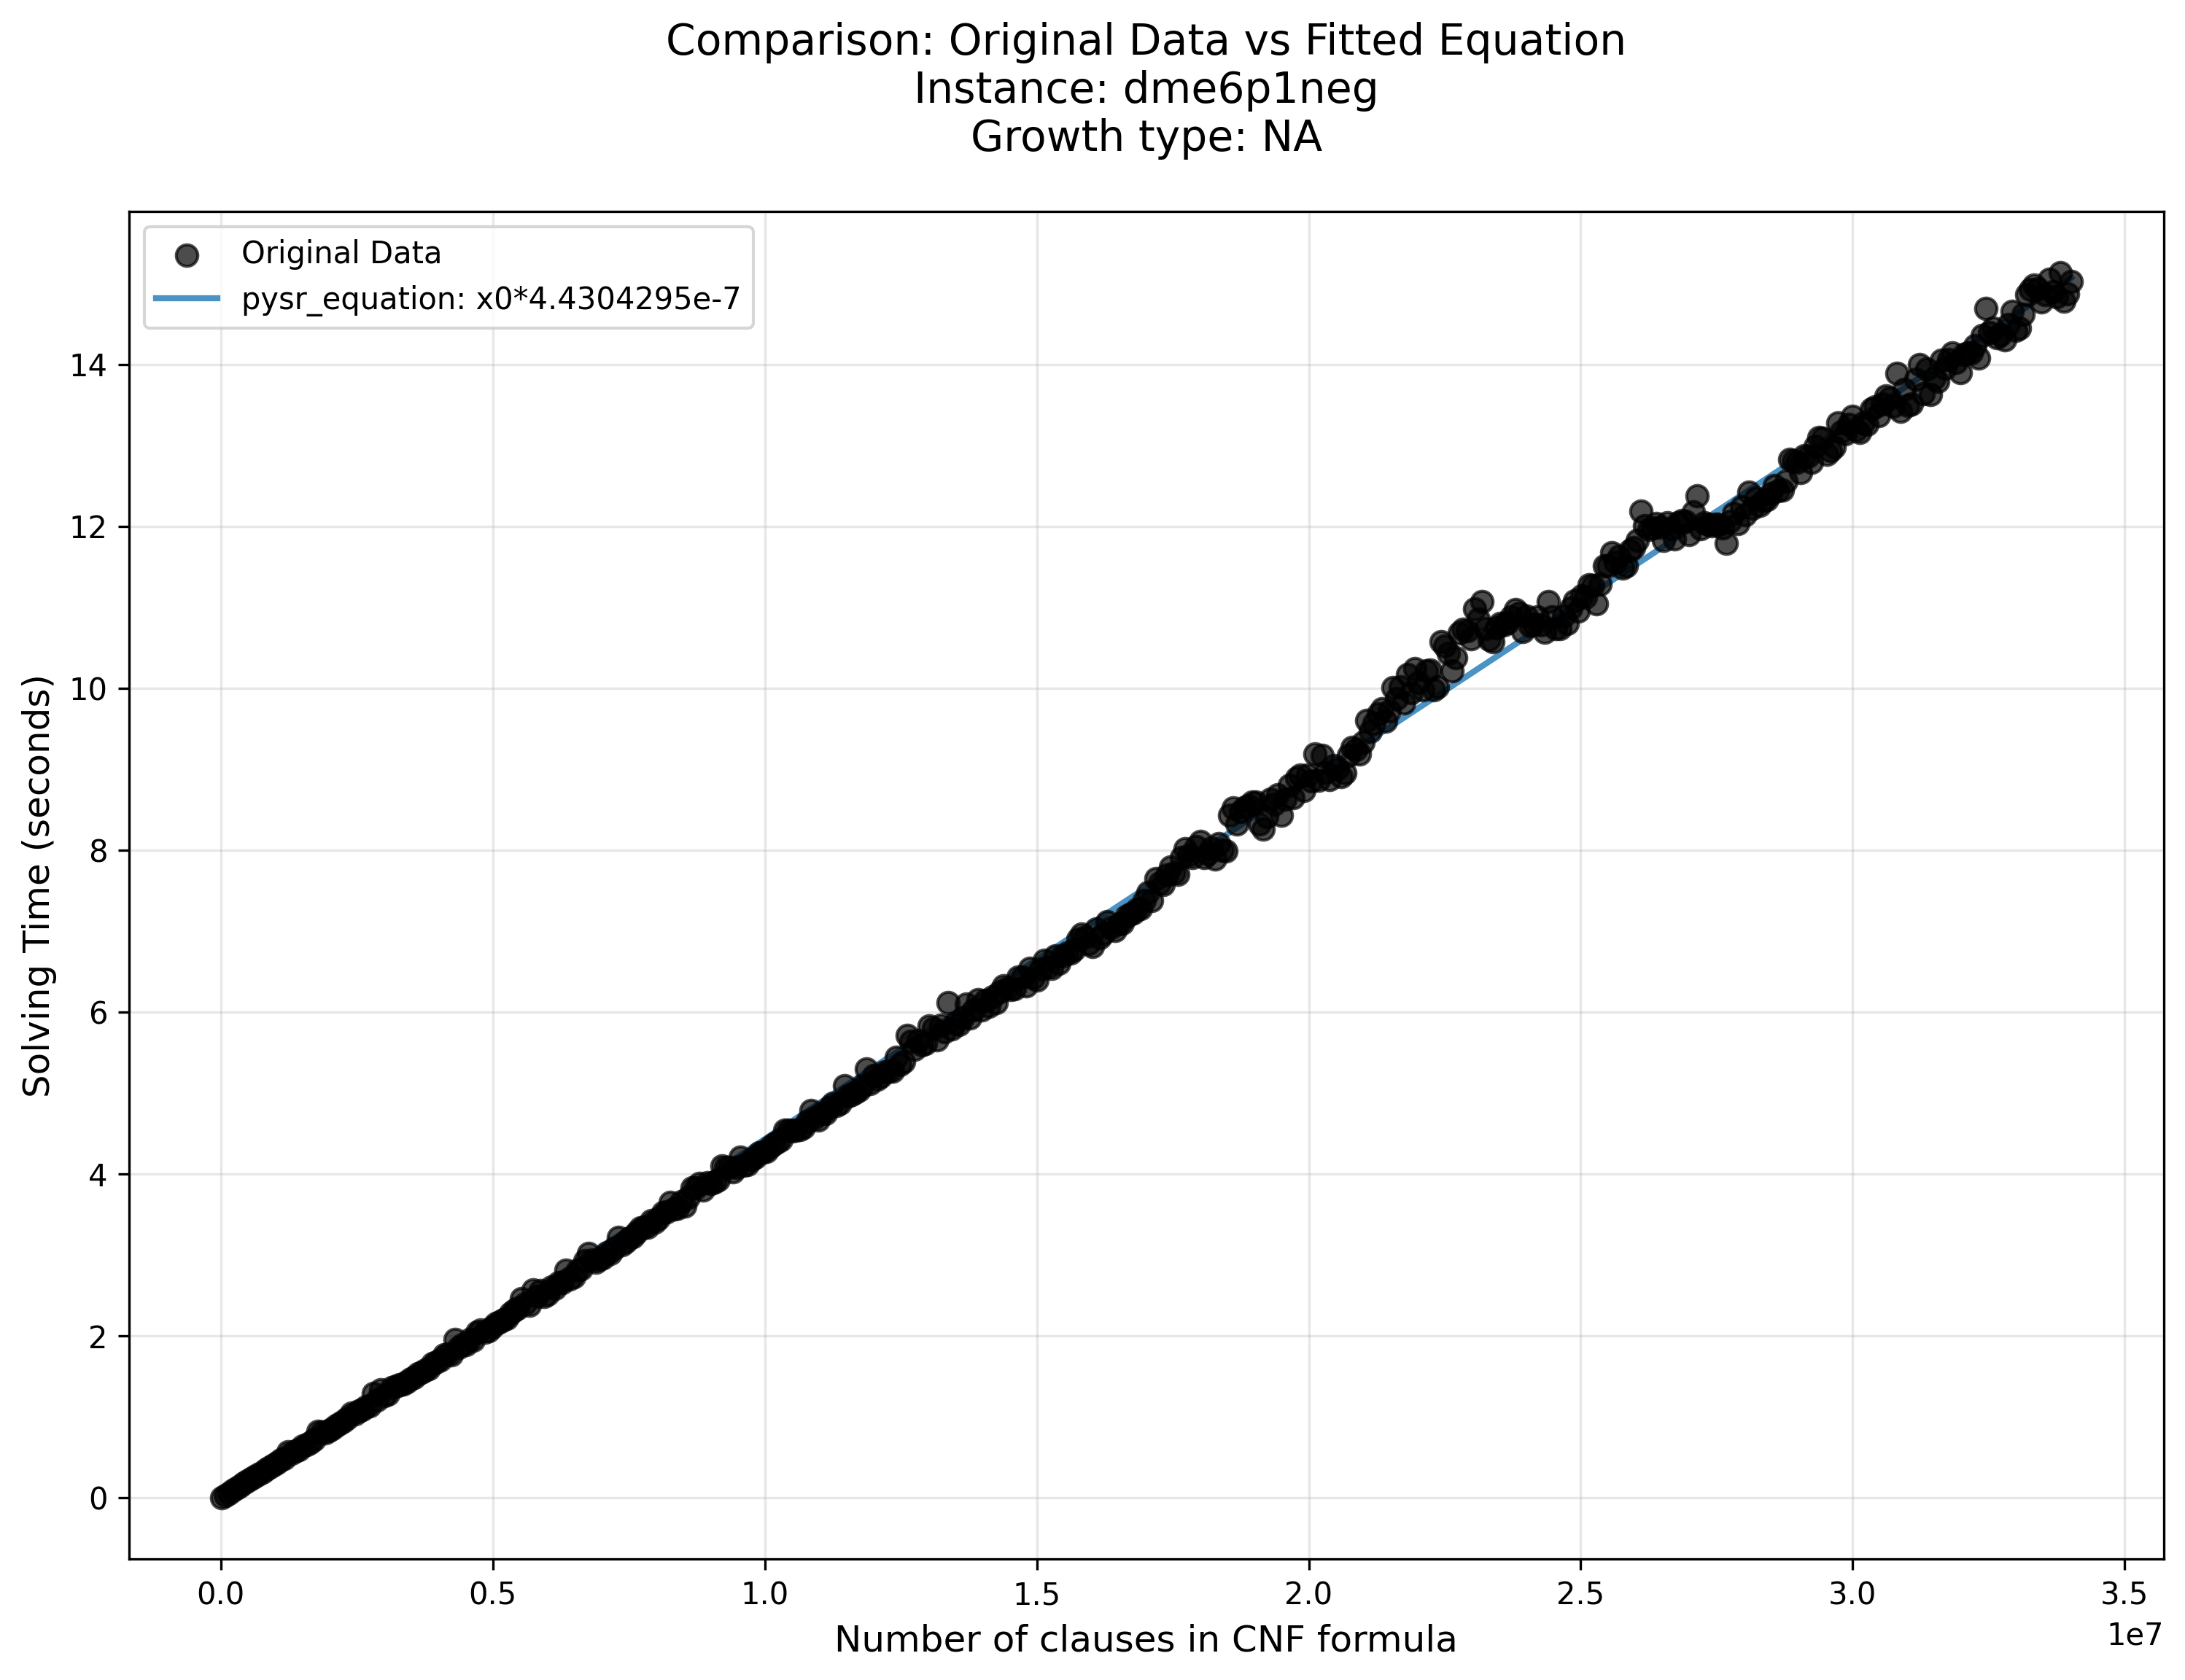 Comparison: Original Data vs Fitted Equation
Instance: dme6p1neg
Growth type: NA
Original Data
pysr_equation: x0*4.4304295e-7
Solving Time (seconds)
14
12
10
8
6
4
2
0
0.0 0.5 1.0 1.5 2.0 2.5 3.0 3.5
1e7
Number of clauses in CNF formula